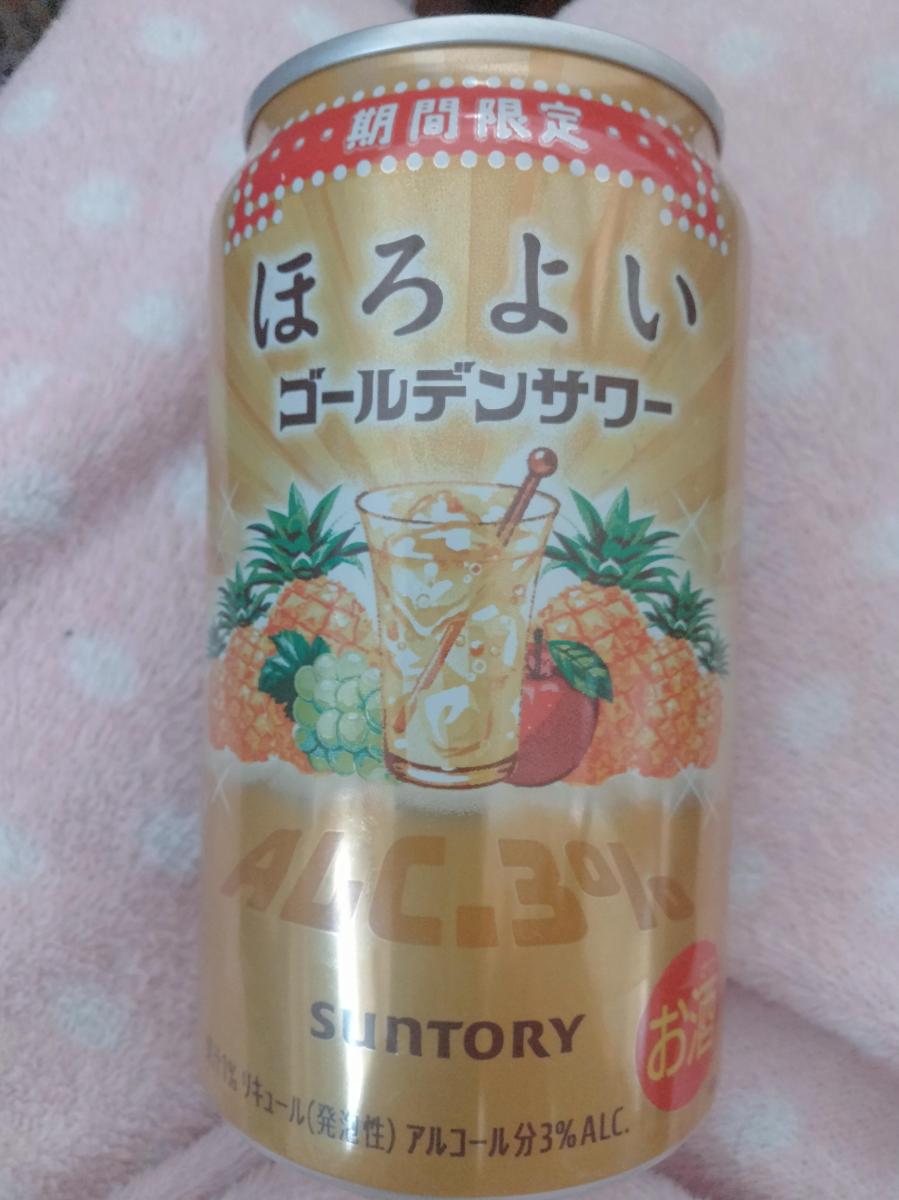 期間限定
ほろよい
ゴールデンサワー
ALC.3%
SUNTORY
お酒
1% リキュール(発泡性) アルコール分3%ALC.